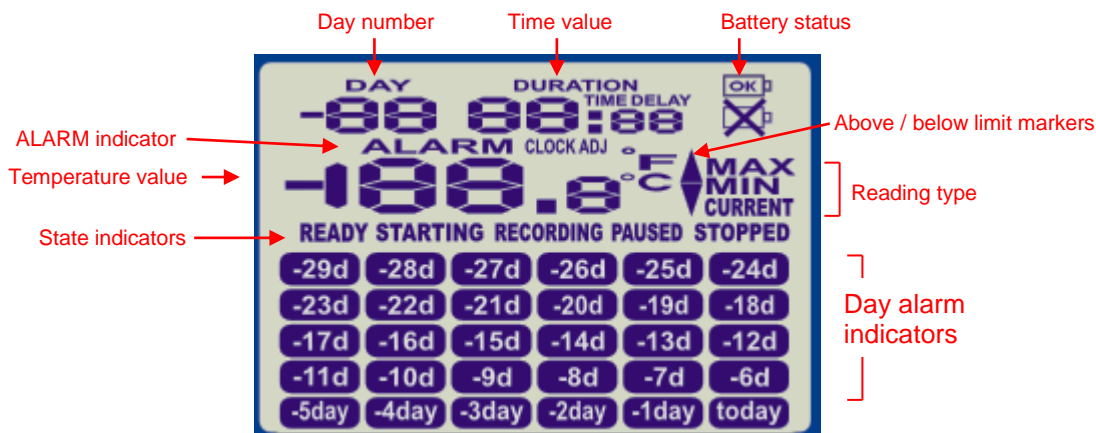 Day number Time value Battery status
DAY DURATION OK
-88 88:88 TIME DELAY
ALARM indicator ALARM CLOCK ADJ °F Above / below limit markers
Temperature value -188.8 °C MAX
MIN Reading type
CURRENT
State indicators READY STARTING RECORDING PAUSED STOPPED
-29d -28d -27d -26d -25d -24d
-23d -22d -21d -20d -19d -18d
Day alarm
indicators
-17d -16d -15d -14d -13d -12d
-11d -10d -9d -8d -7d -6d
-5day -4day -3day -2day -1day today